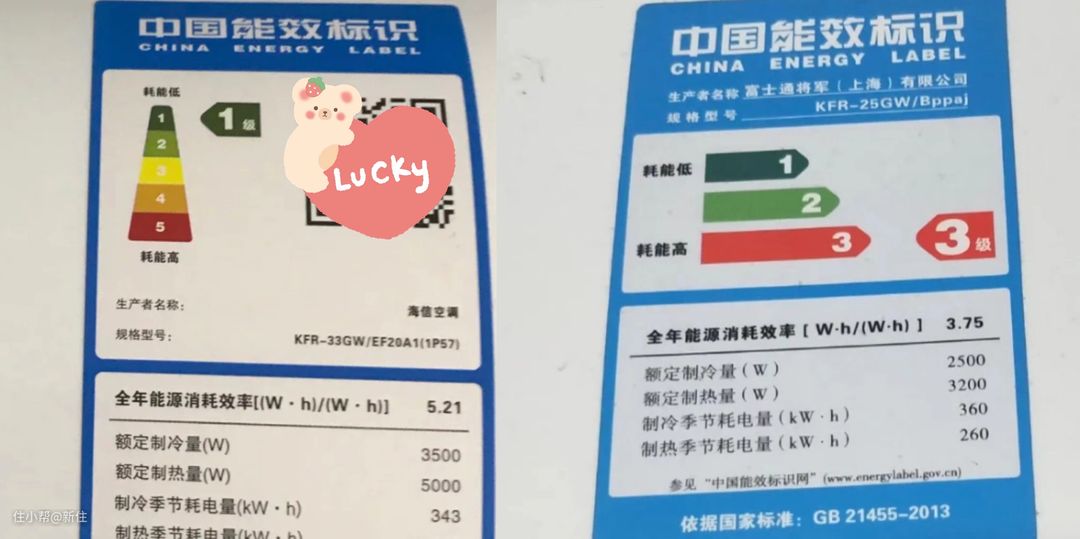 中国能效标识
CHINA ENERGY LABEL
耗能低
1
2
3
4
5
耗能高
1级
LUCKY
生产者名称:
海信空调
规格型号:
KFR-33GW/EF20A1(1P57)
全年能源消耗效率[(W·h)/(W·h)] 5.21
额定制冷量(W) 3500
额定制热量(W) 5000
制冷季节耗电量(kW·h) 343
制热季节耗电量(kW·h)
住小帮@新住
中国能效标识
CHINA ENERGY LABEL
生产者名称 富士通将军(上海)有限公司
规格型号 KFR-25GW/Bppaj
耗能低
1
2
耗能高
3
3级
全年能源消耗效率[W·h/(W·h)] 3.75
额定制冷量(W) 2500
额定制热量(W) 3200
制冷季节耗电量(kW·h) 360
制热季节耗电量(kW·h) 260
参见“中国能效标识网”(www.energylabel.gov.cn)
依据国家标准: GB 21455-2013